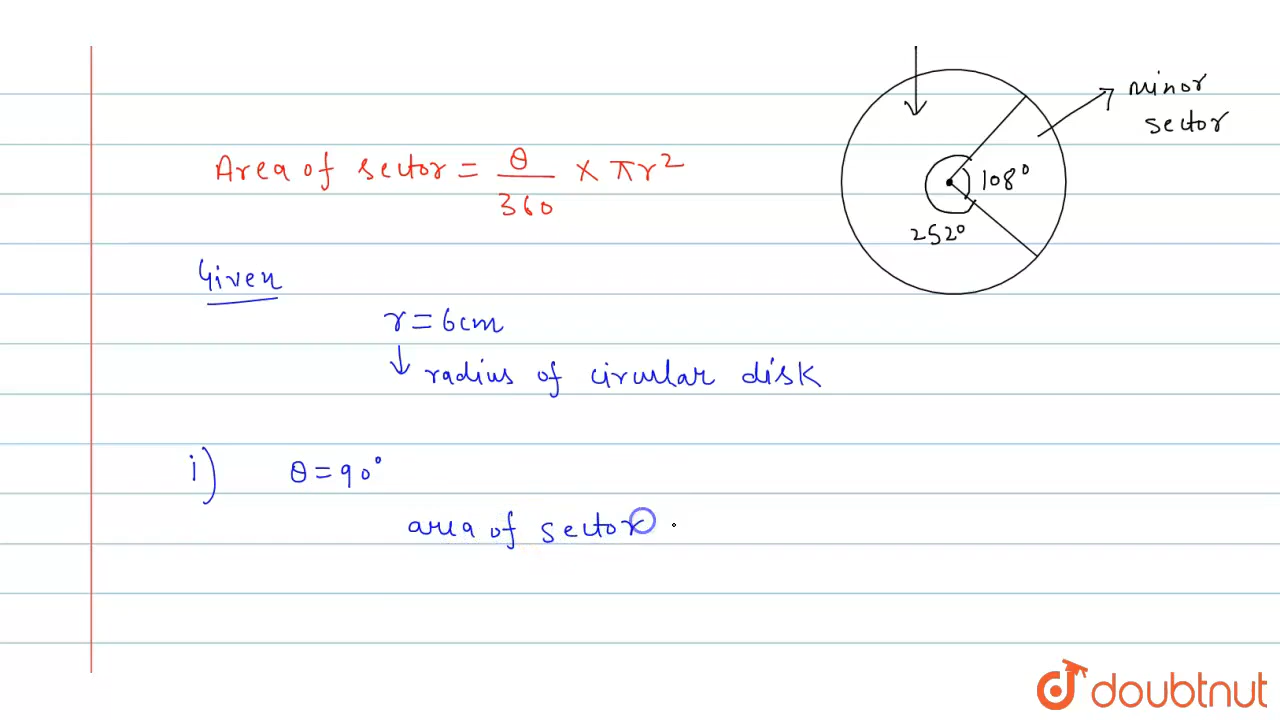 minor
sector
108°
252°
Area of sector = θ/360 × πr²
Given
r = 6cm
↓ radius of circular disk
i) θ = 90°
area of sector
doubtnut